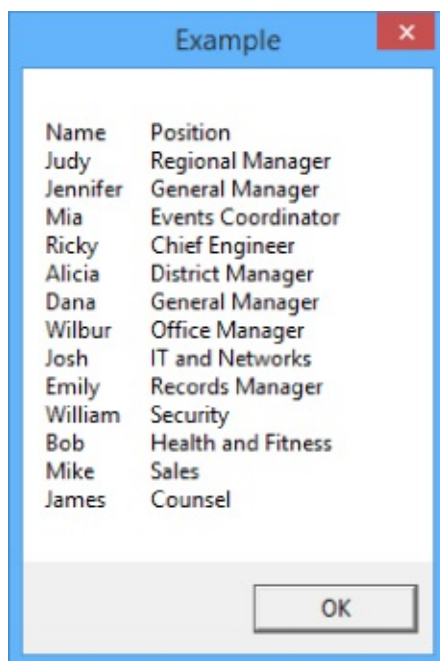 Example
Name Position
Judy Regional Manager
Jennifer General Manager
Mia Events Coordinator
Ricky Chief Engineer
Alicia District Manager
Dana General Manager
Wilbur Office Manager
Josh IT and Networks
Emily Records Manager
William Security
Bob Health and Fitness
Mike Sales
James Counsel
OK